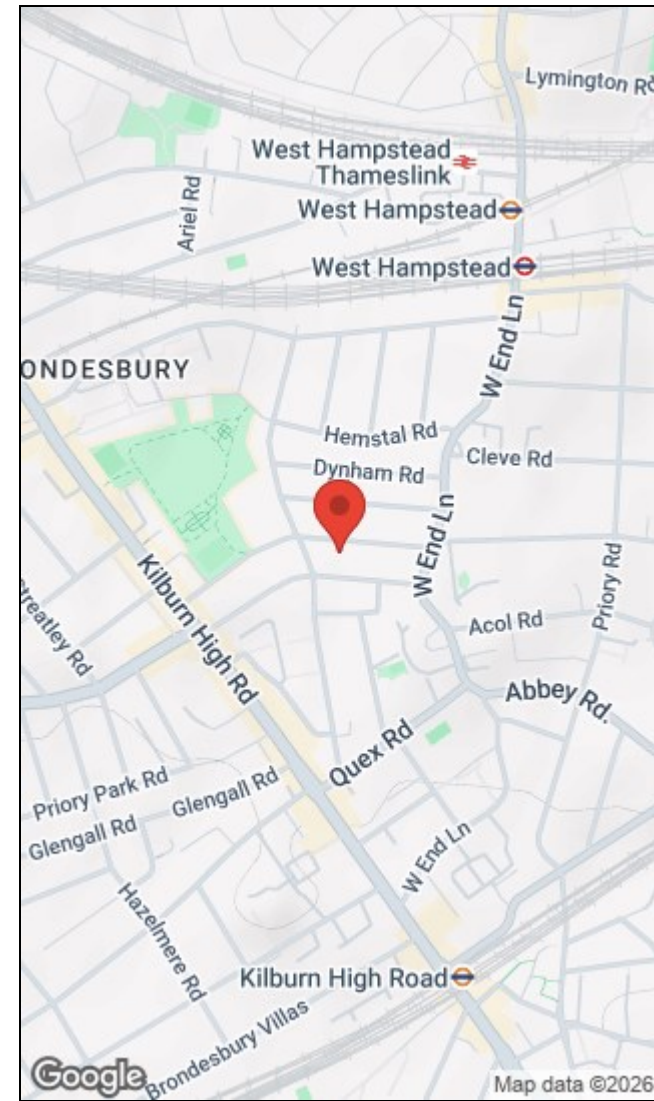 Lymington Rd
West Hampstead
Thameslink
West Hampstead
Ariel Rd
West Hampstead
W End Ln
ONDESBURY
Hemstal Rd
Cleve Rd
Dynham Rd
W End Ln
Kilburn High Rd
Priory Rd
Streatley Rd
Acol Rd
Abbey Rd.
Quex Rd
Priory Park Rd
Glengall Rd
Glengall Rd
W End Ln
Hazelmere Rd
Kilburn High Road
Brondesbury Villas
Google
Map data ©2026